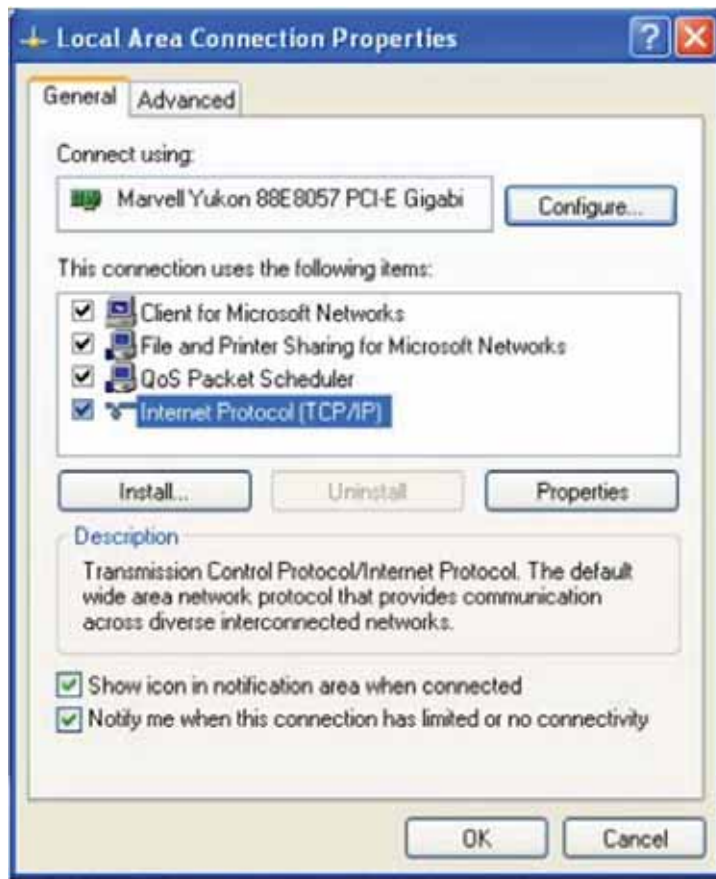 Local Area Connection Properties
General
Advanced
Connect using:
Marvell Yukon 88E8057 PCI-E Gigabi
Configure...
This connection uses the following items:
Client for Microsoft Networks
File and Printer Sharing for Microsoft Networks
QoS Packet Scheduler
Internet Protocol (TCP/IP)
Install...
Uninstall
Properties
Description
Transmission Control Protocol/Internet Protocol. The default
wide area network protocol that provides communication
across diverse interconnected networks.
Show icon in notification area when connected
Notify me when this connection has limited or no connectivity
OK
Cancel